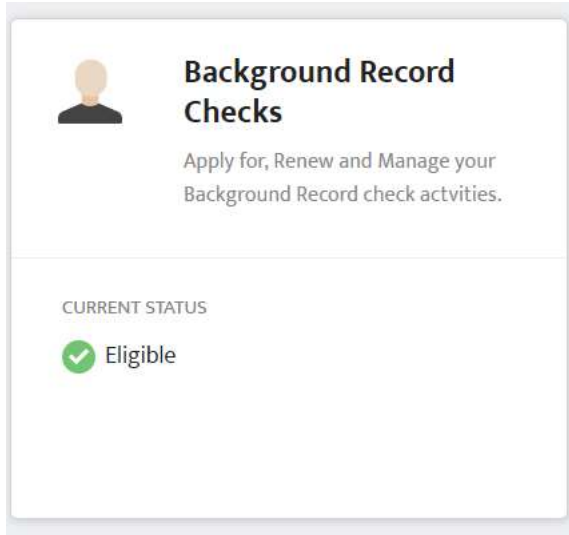 Background Record
Checks
Apply for, Renew and Manage your
Background Record check actvities.
CURRENT STATUS
Eligible